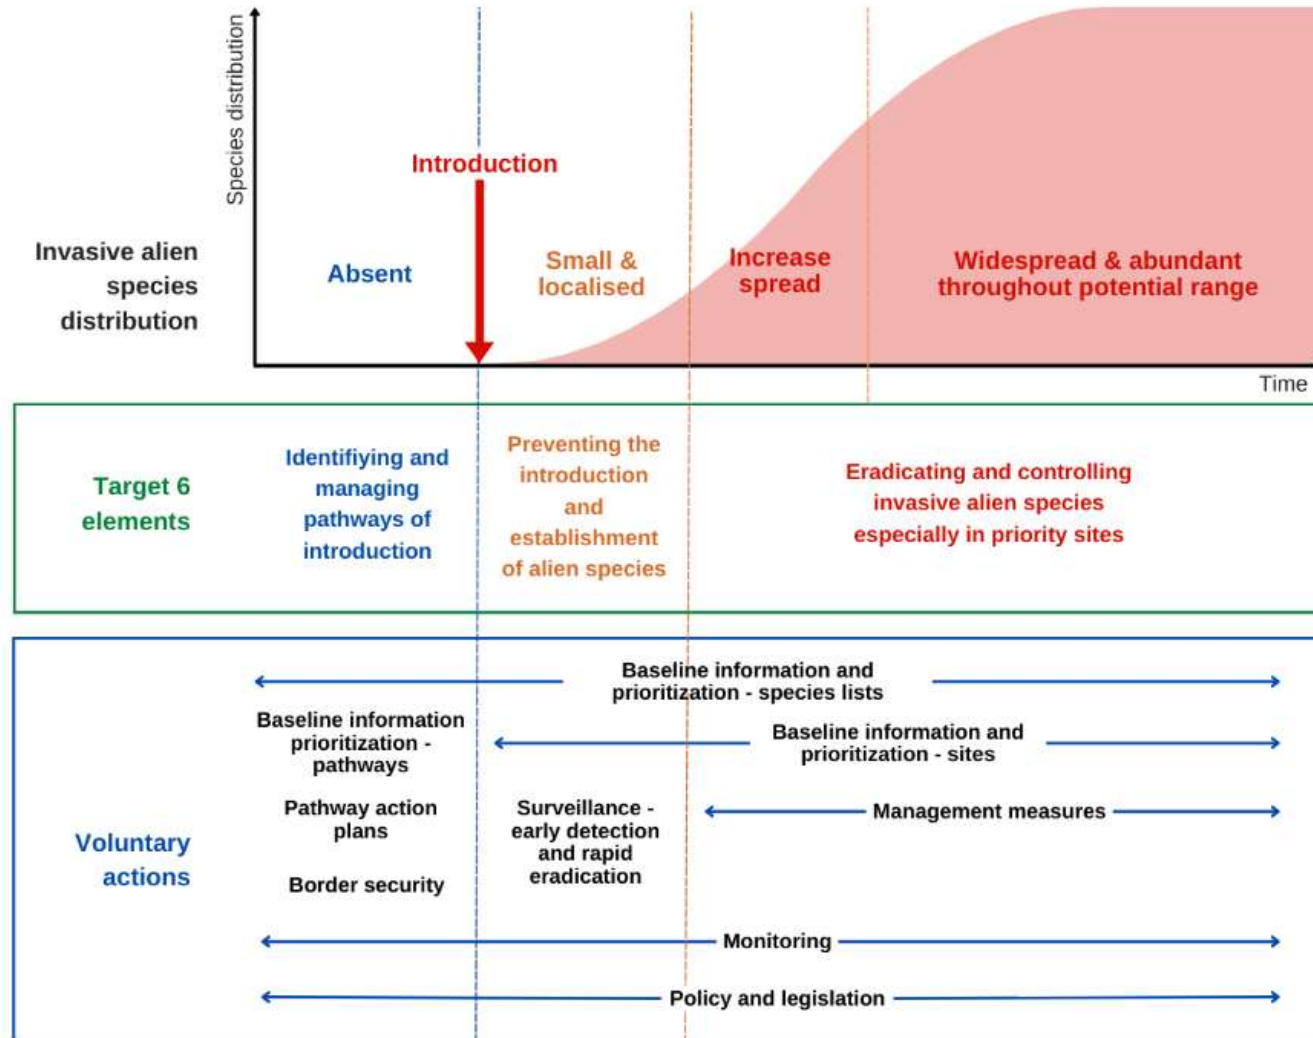 Species distribution
Introduction
Invasive alien
species
distribution
Absent
Small &
localised
Increase
spread
Widespread & abundant
throughout potential range
Time
Target 6
elements
Identifiying and
managing
pathways of
introduction
Preventing the
introduction
and
establishment
of alien species
Eradicating and controlling
invasive alien species
especially in priority sites
Voluntary
actions
Baseline information and
prioritization - species lists
Baseline information
prioritization -
pathways
Baseline information and
prioritization - sites
Pathway action
plans
Surveillance -
early detection
and rapid
eradication
Management measures
Border security
Monitoring
Policy and legislation